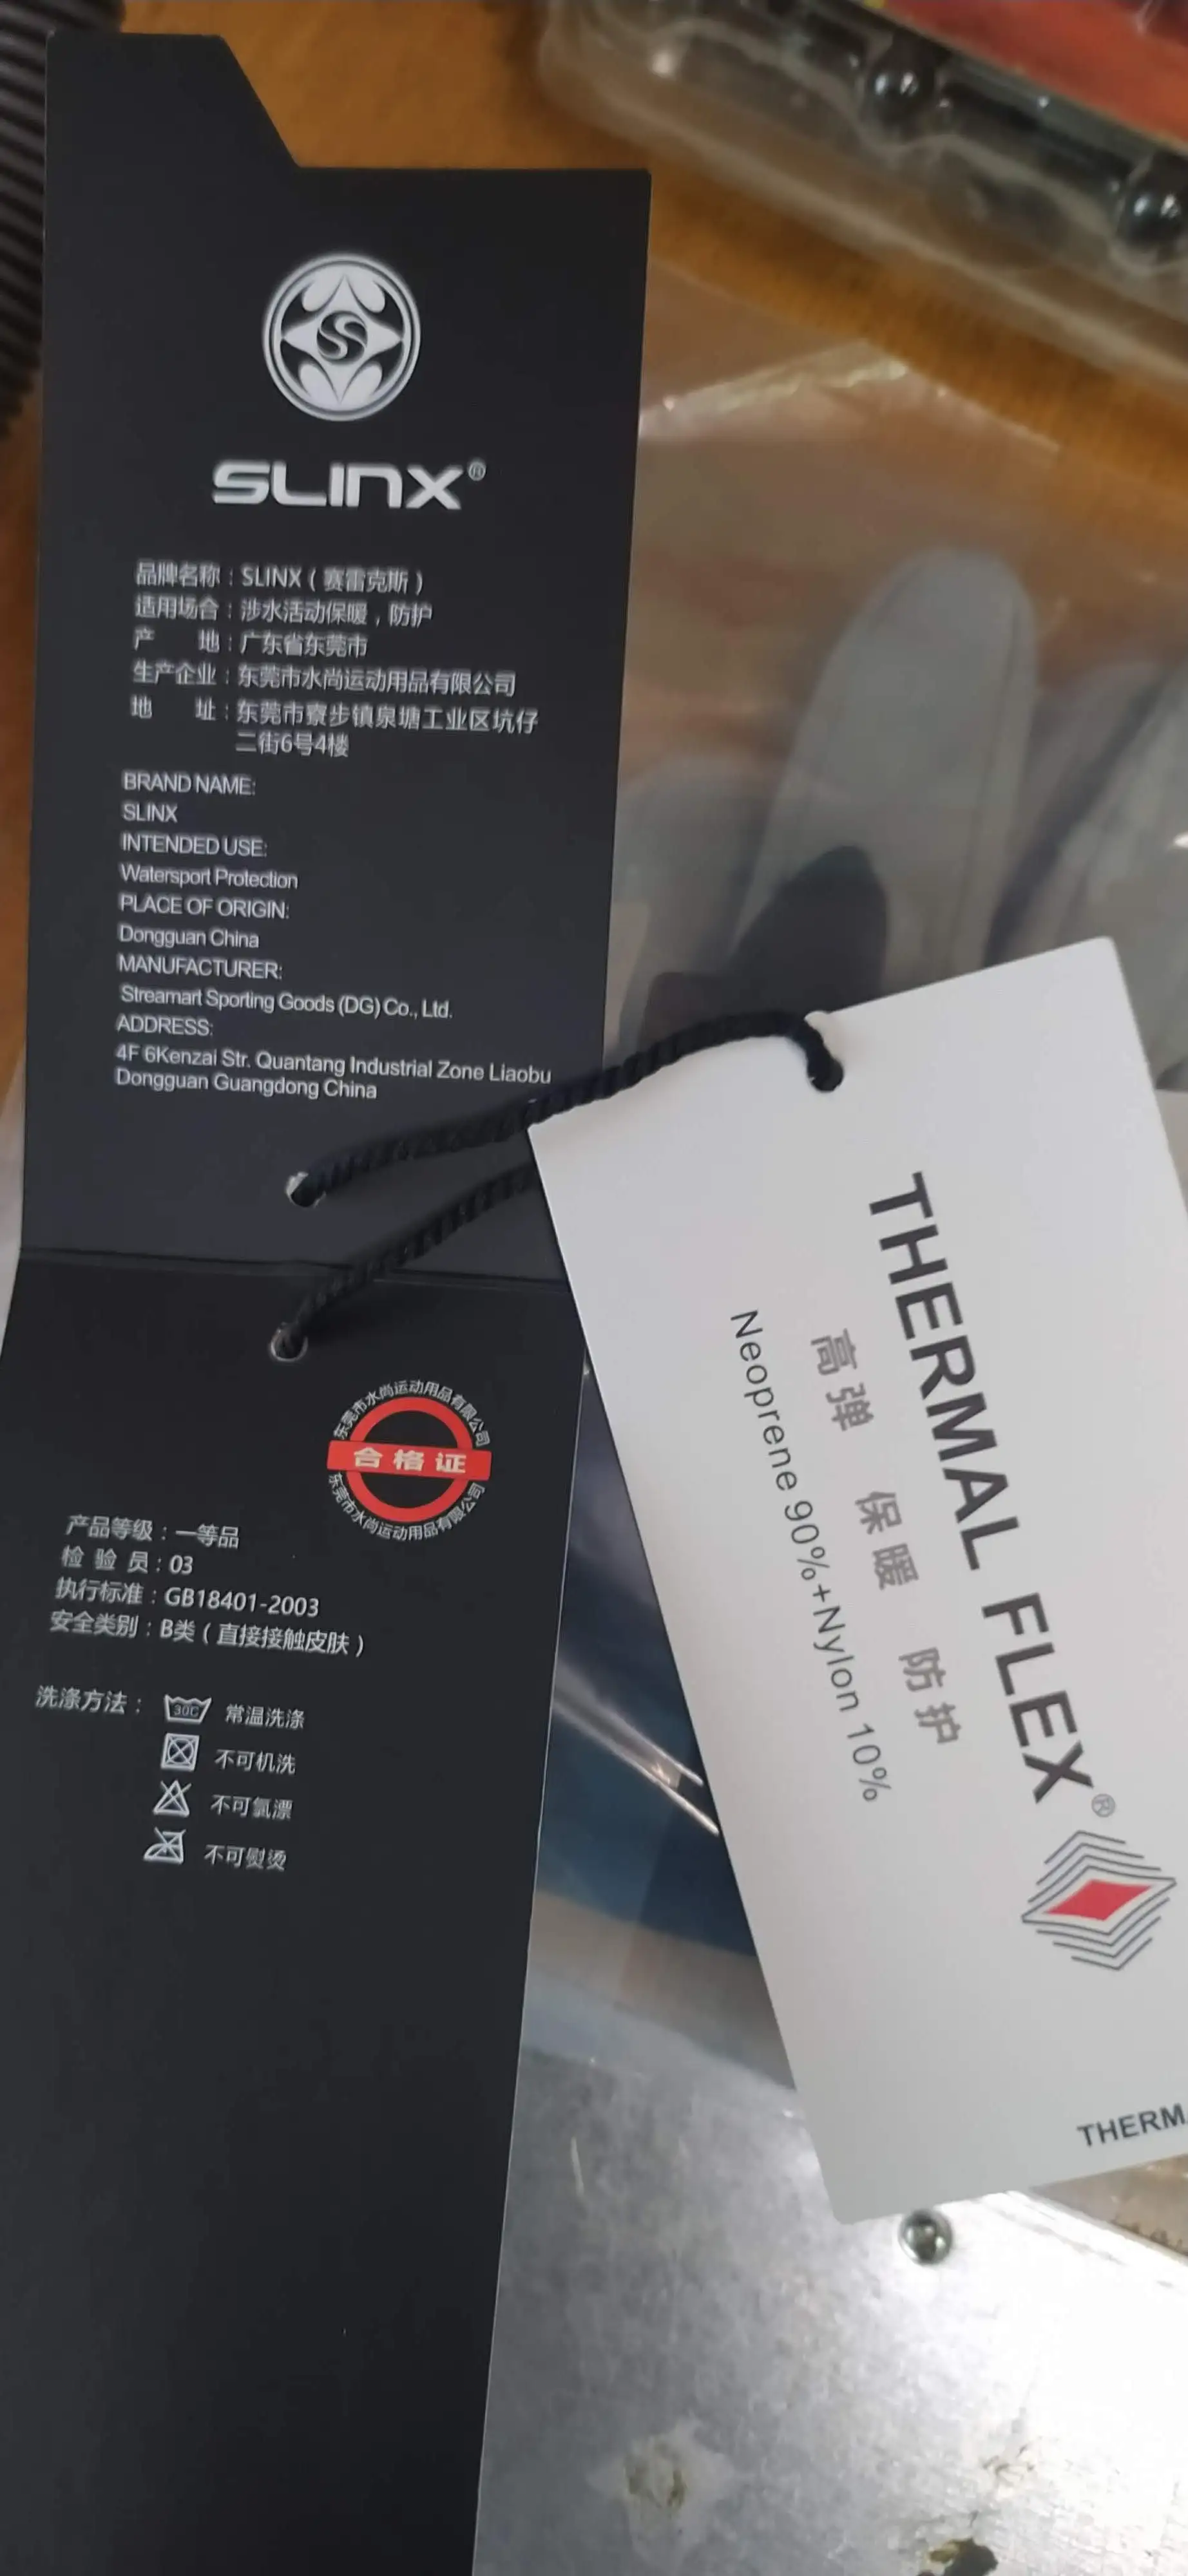 SLINX®
品牌名称：SLINX（赛雷克斯）
适用场合：涉水活动保暖，防护
产 地：广东省东莞市
生产企业：东莞市水尚运动用品有限公司
地 址：东莞市寮步镇泉塘工业区坑仔
二街6号4楼
BRAND NAME:
SLINX
INTENDED USE:
Watersport Protection
PLACE OF ORIGIN:
Dongguan China
MANUFACTURER:
Streamart Sporting Goods (DG) Co., Ltd.
ADDRESS:
4F 6Kenzai Str. Quantang Industrial Zone Liaobu
Dongguan Guangdong China
东莞市水尚运动用品有限公司
合格证
东莞市水尚运动用品有限公司
产品等级：一等品
检 验 员：03
执行标准：GB18401-2003
安全类别：B类（直接接触皮肤）
洗涤方法：30C 常温洗涤
不可机洗
不可氯漂
不可熨烫
THERMAL FLEX®
高弹 保暖 防护
Neoprene 90%+Nylon 10%
THERMA